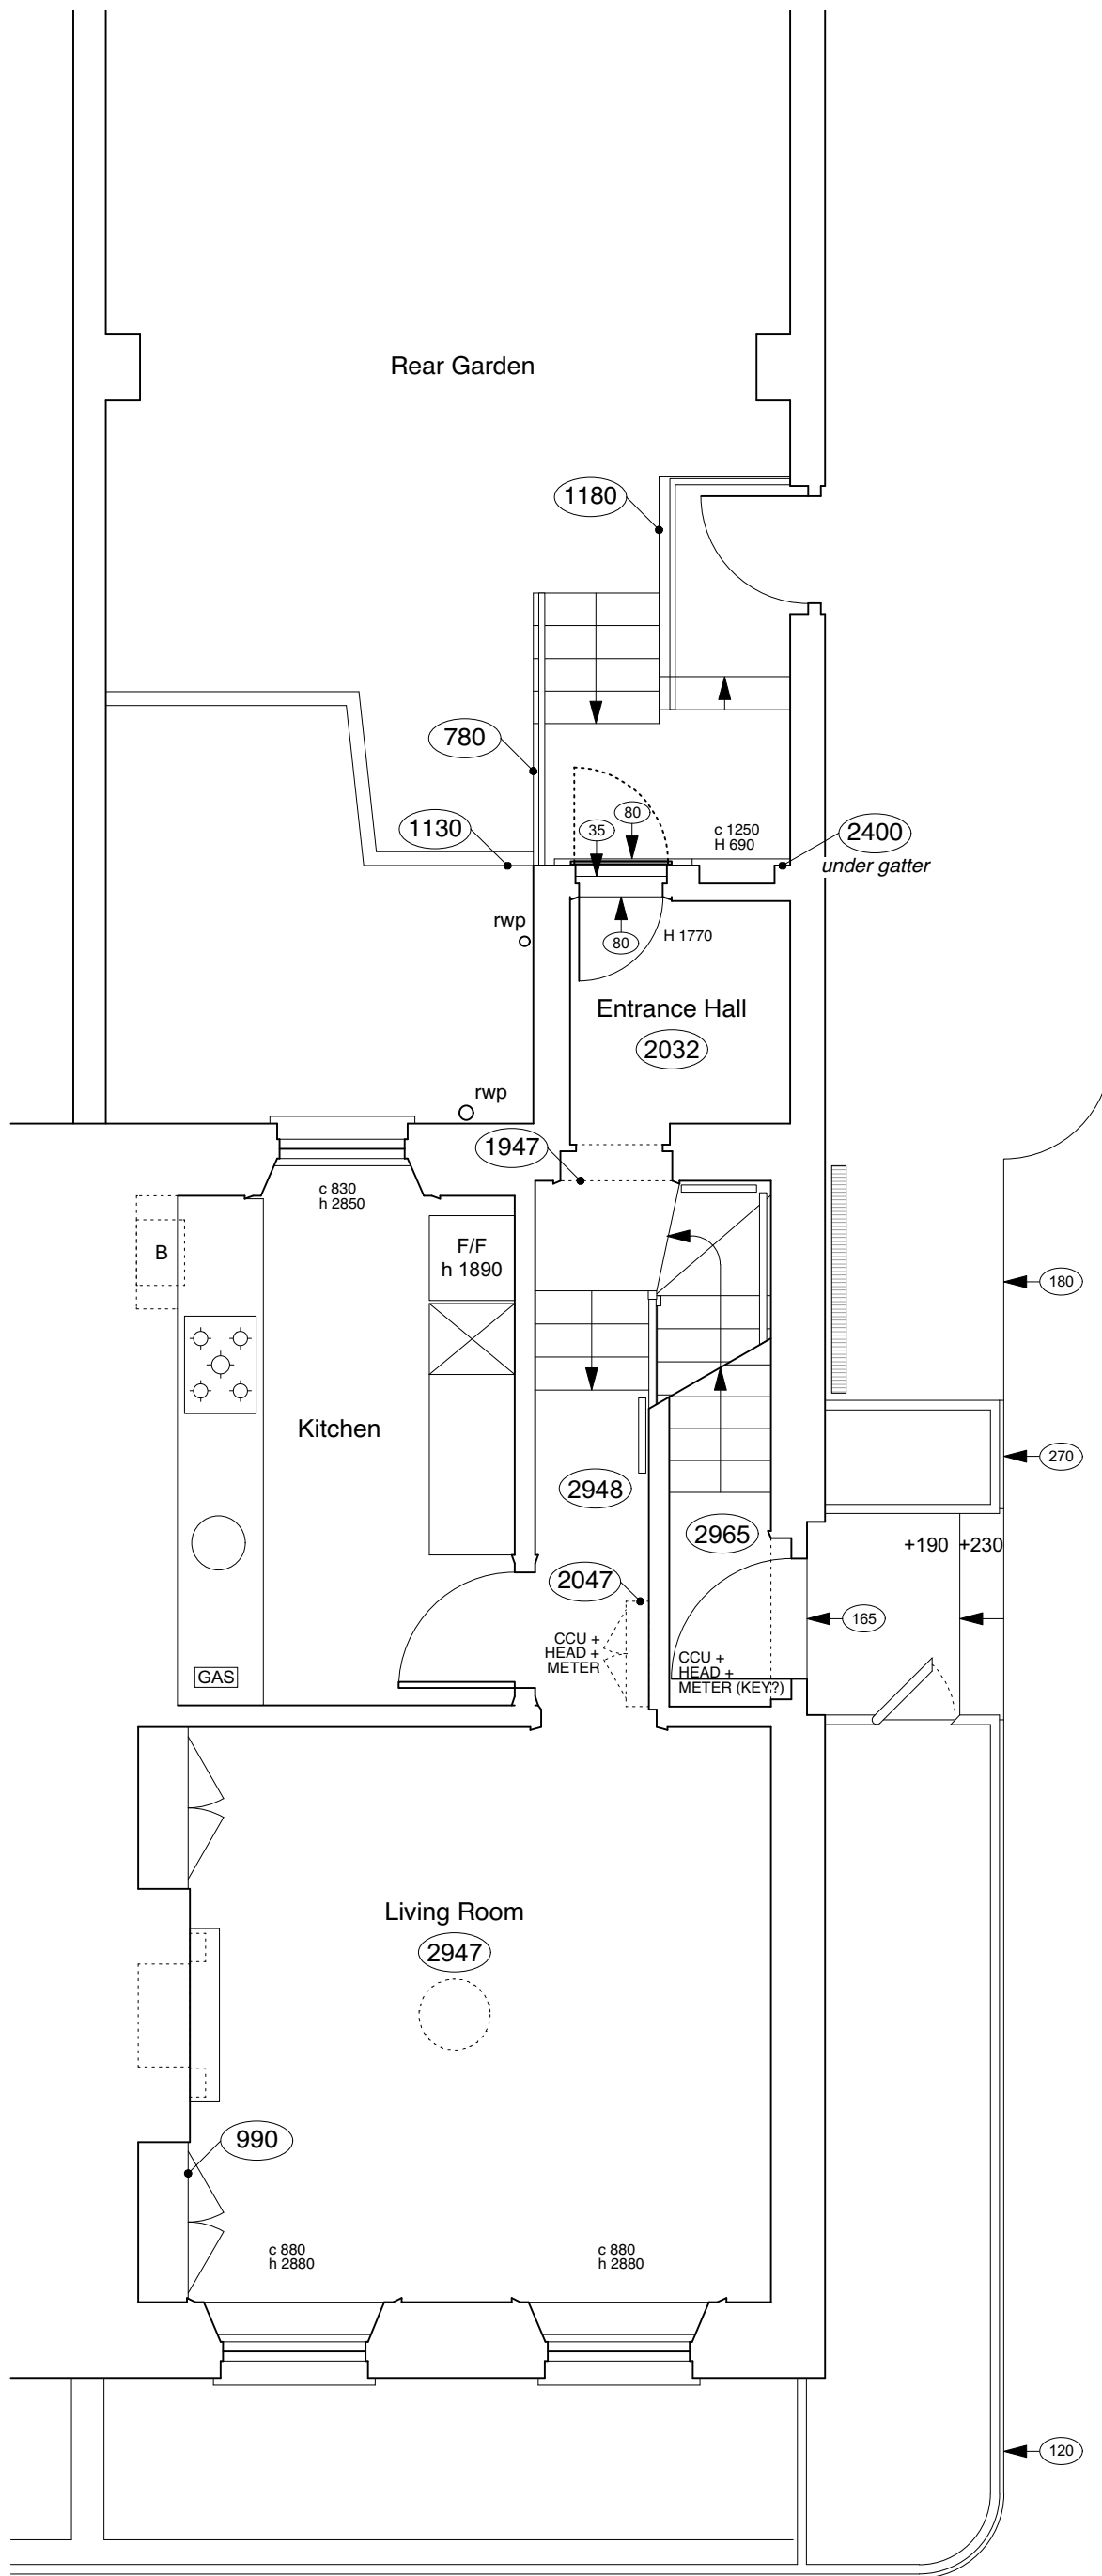 Rear Garden
1180
780
1130
80
35
c 1250
H 690
2400
under gatter
rwp
80
H 1770
Entrance Hall
2032
rwp
1947
c 830
h 2850
B
F/F
h 1890
180
Kitchen
270
2948
2965
+190
+230
2047
165
CCU +
HEAD +
METER
CCU +
HEAD +
METER (KEY?)
GAS
Living Room
2947
990
c 880
h 2880
c 880
h 2880
120